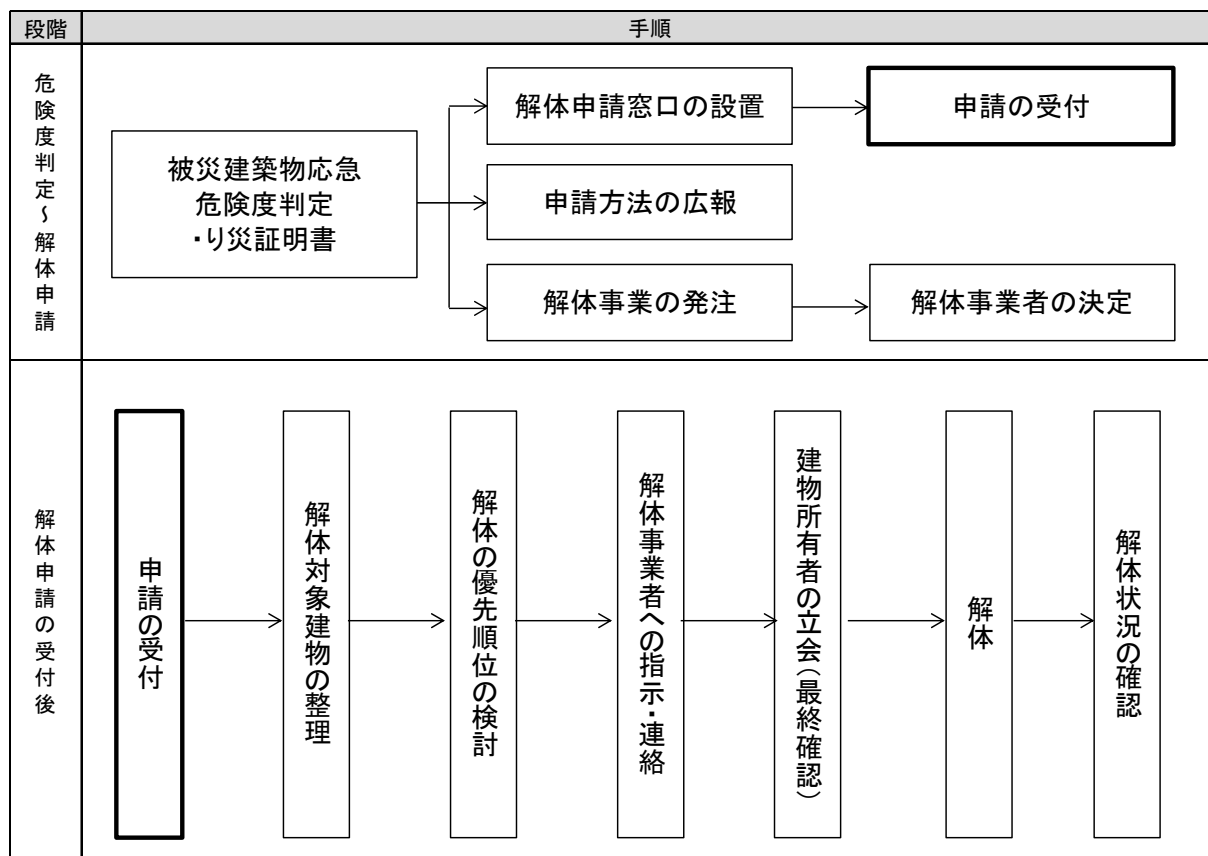 段階
手順
危険度判定～解体申請
被災建築物応急
危険度判定
・り災証明書
解体申請窓口の設置
申請の受付
申請方法の広報
解体事業の発注
解体事業者の決定
解体申請の受付後
申請の受付
解体対象建物の整理
解体の優先順位の検討
解体事業者への指示・連絡
建物所有者の立会（最終確認）
解体
解体状況の確認